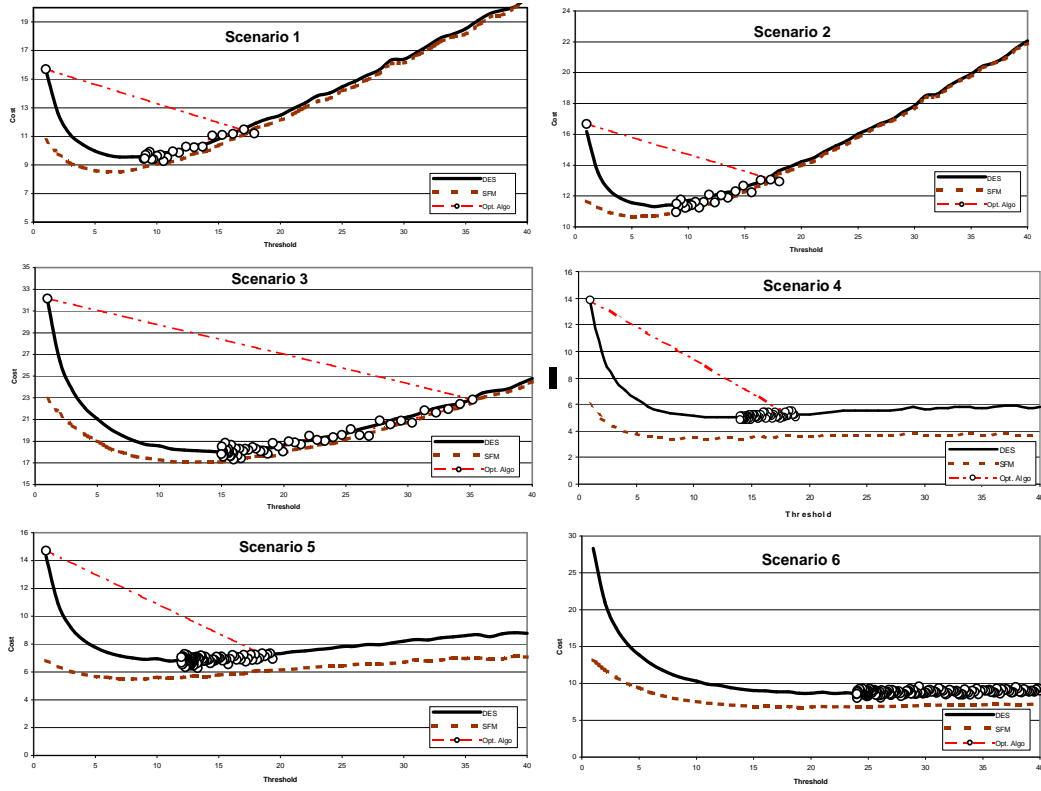 Scenario 1
Cost
19
17
15
13
11
9
7
5
0 5 10 15 20 25 30 35 40
Threshold
DES
SFM
Opt. Algo
Scenario 2
Cost
24
22
20
18
16
14
12
10
0 5 10 15 20 25 30 35 40
Threshold
DES
SFM
Opt. Algo
Scenario 3
Cost
35
33
31
29
27
25
23
21
19
17
15
0 5 10 15 20 25 30 35 40
Threshold
DES
SFM
Opt. Algo
Scenario 4
16
14
12
10
8
6
4
2
0
0 5 10 15 20 25 30 35 40
Threshold
DES
SFM
Opt. Algo
Scenario 5
Cost
16
14
12
10
8
6
4
2
0
0 5 10 15 20 25 30 35 40
Threshold
DES
SFM
Opt. Algo
Scenario 6
Cost
30
25
20
15
10
5
0
0 5 10 15 20 25 30 35 40
Threshold
DES
SFM
Opt. Algo